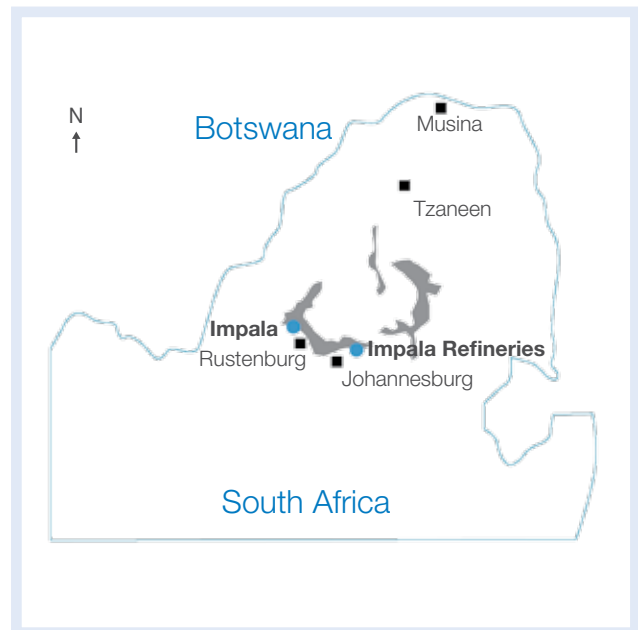 N
Botswana
Musina
Tzaneen
Impala
Rustenburg
Impala Refineries
Johannesburg
South Africa